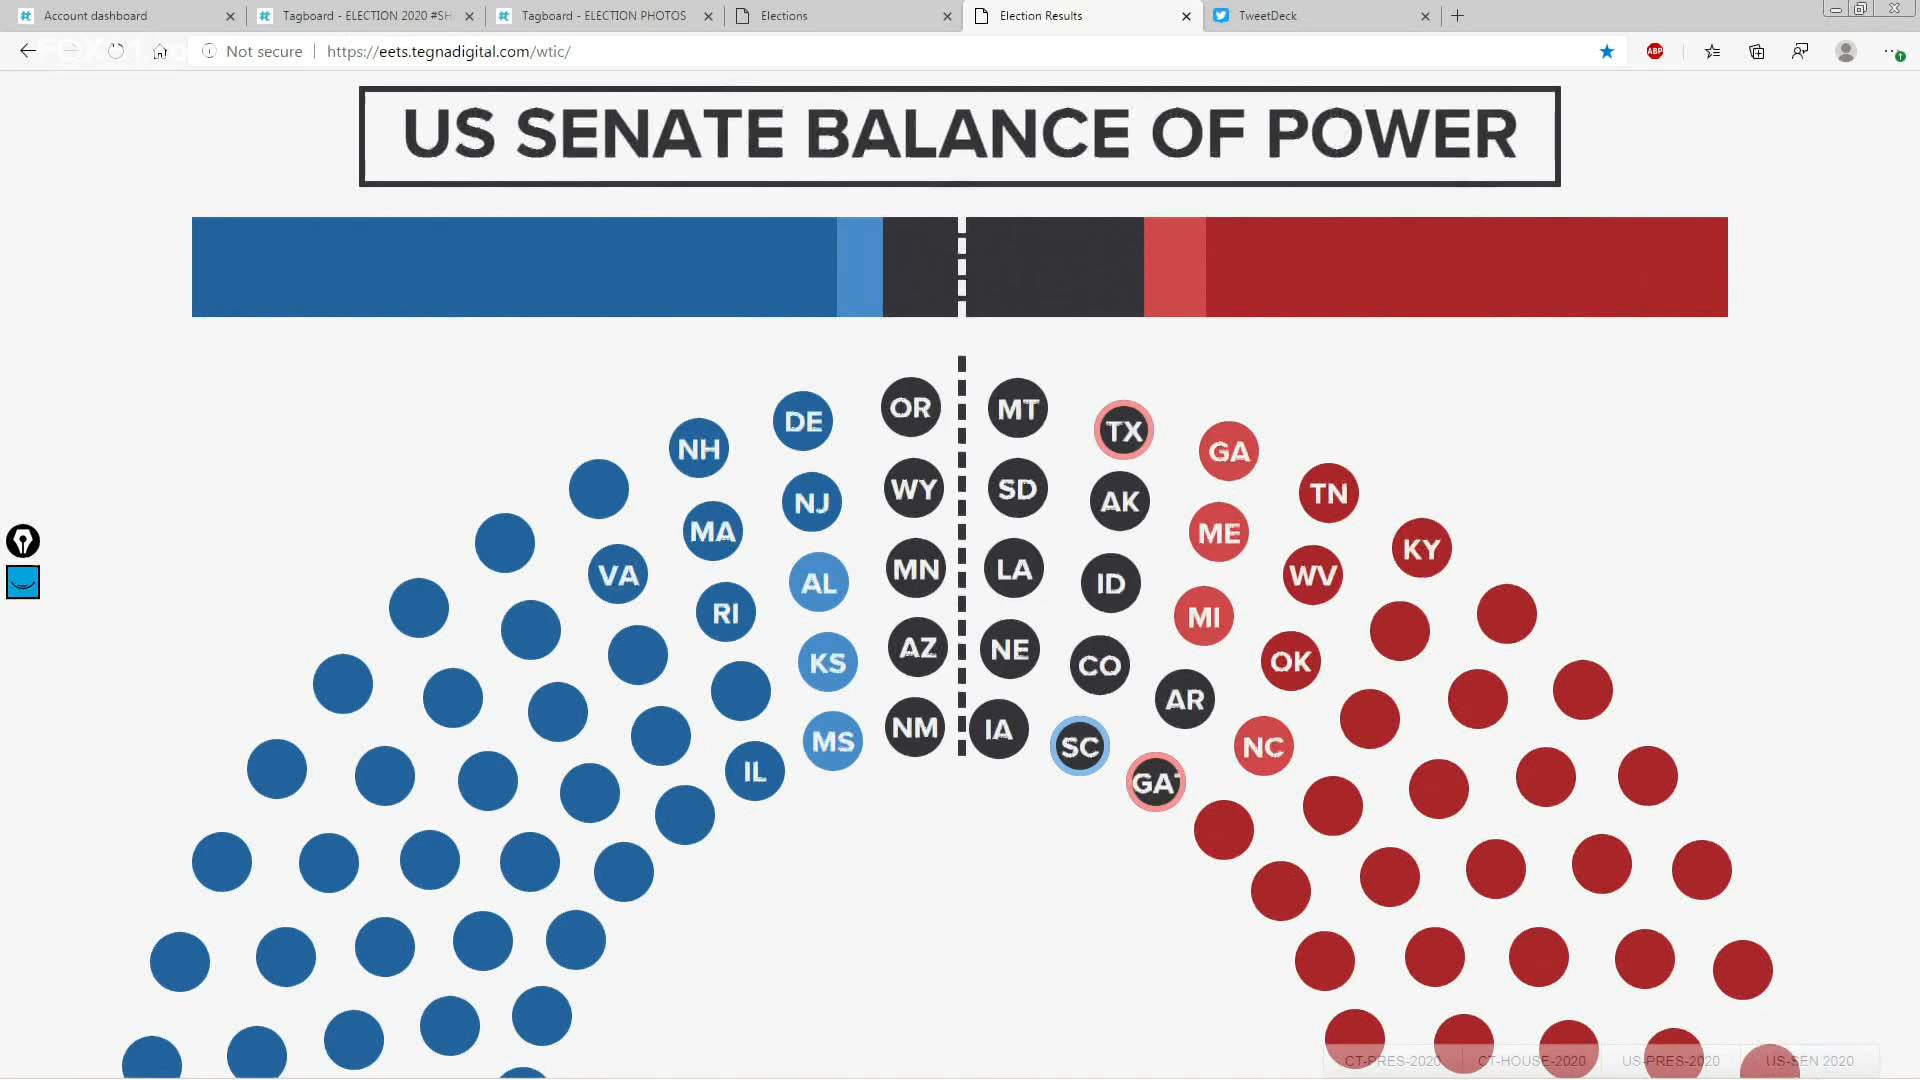 Account dashboard
Tagboard - ELECTION 2020 #SH
Tagboard - ELECTION PHOTOS
Elections
Election Results
TweetDeck
Not secure
https://eets.tegnadigital.com/wtic/
ABP
US SENATE BALANCE OF POWER
OR
MT
DE
TX
NH
GA
WY
SD
TN
NJ
AK
MA
ME
KY
MN
LA
VA
AL
ID
WV
RI
MI
AZ
NE
KS
CO
OK
AR
NM
IA
MS
SC
NC
IL
GA*
CT-PRES-2020
CT-HOUSE-2020
US-PRES-2020
US-SEN 2020